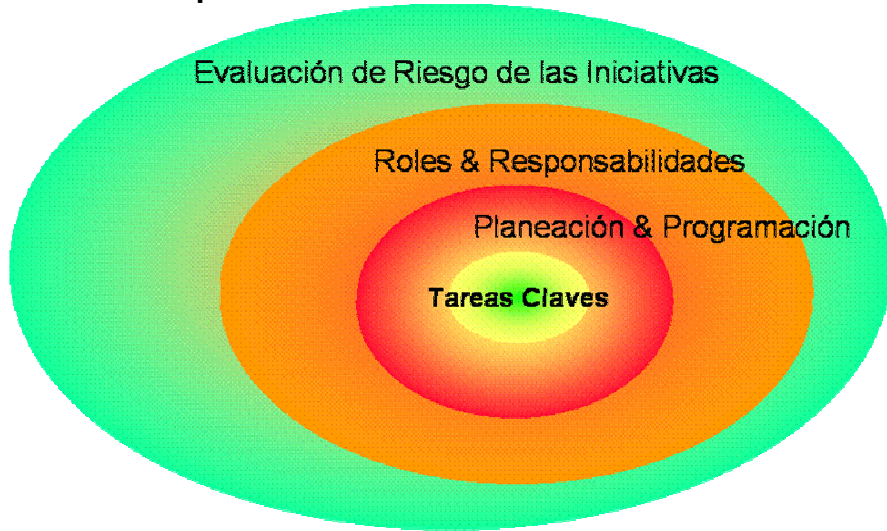 Evaluación de Riesgo de las Iniciativas
Roles & Responsabilidades
Planeación & Programación
Tareas Claves